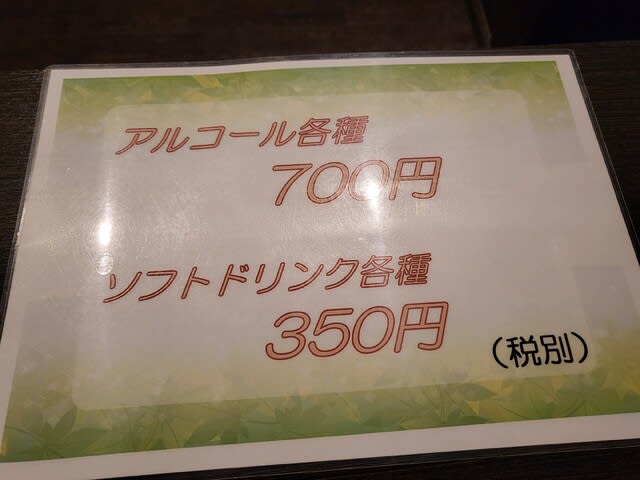 アルコール各種
700円
ソフトドリンク各種
350円
(税別)